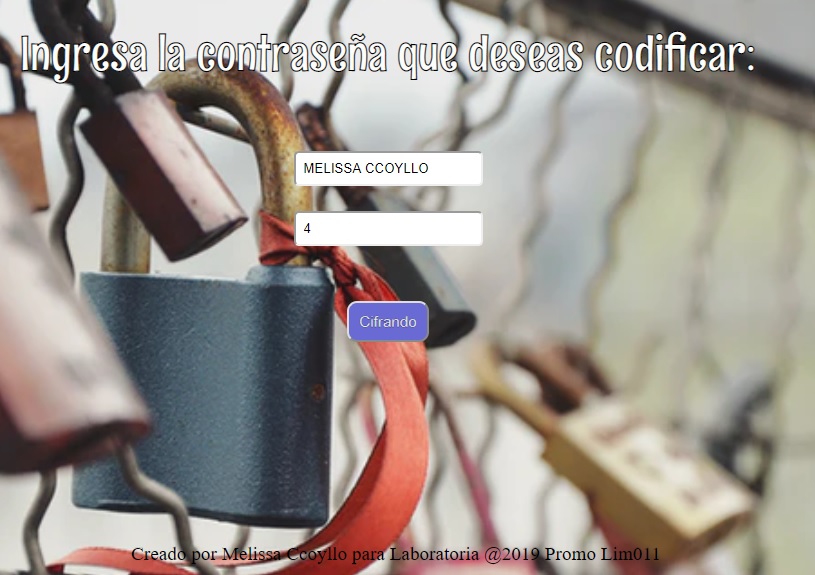 Ingresa la contraseña que deseas codificar:
MELISSA CCOYLLO
4
Cifrando
Creado por Melissa Ccoyllo para Laboratoria @2019 Promo Lim011